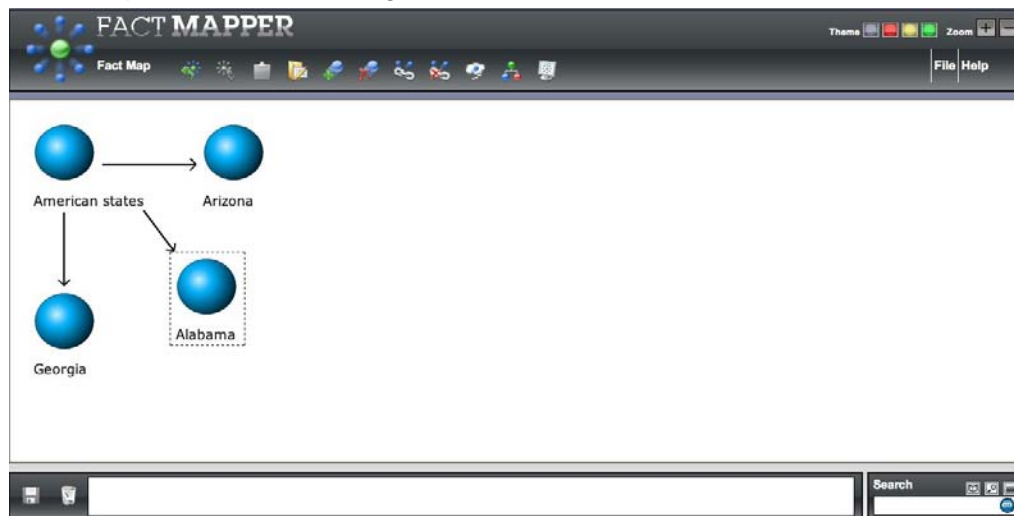 FACT MAPPER
Theme Zoom
Fact Map
File Help
American states Arizona
Alabama
Georgia
Search